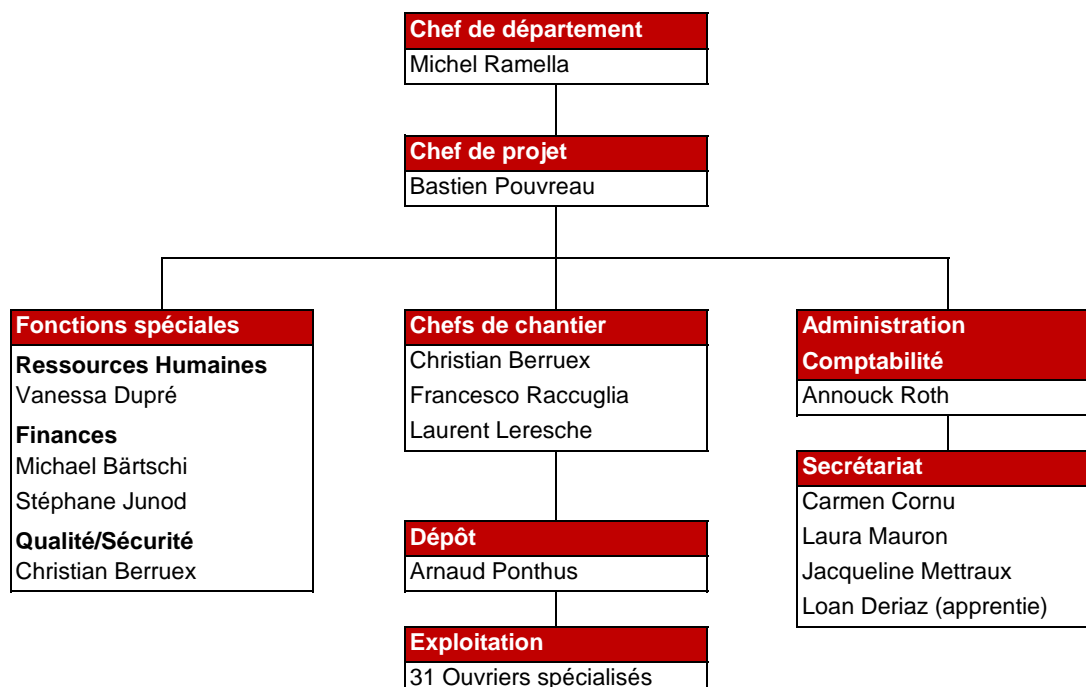 Chef de département
Michel Ramella
Chef de projet
Bastien Pouvreau
Fonctions spéciales
Ressources Humaines
Vanessa Dupré
Finances
Michael Bärtschi
Stéphane Junod
Qualité/Sécurité
Christian Berruex
Chefs de chantier
Christian Berruex
Francesco Raccuglia
Laurent Leresche
Dépôt
Arnaud Ponthus
Exploitation
31 Ouvriers spécialisés
Administration
Comptabilité
Annouck Roth
Secrétariat
Carmen Cornu
Laura Mauron
Jacqueline Mettraux
Loan Deriaz (apprentie)